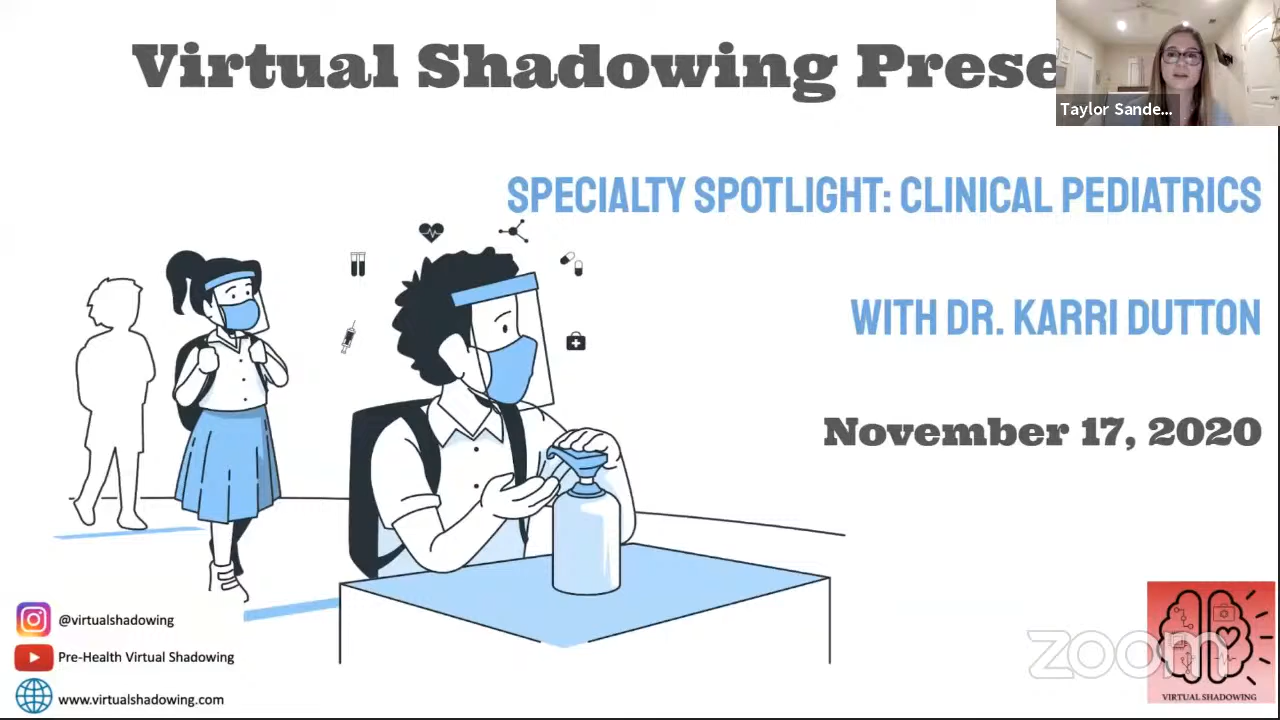 Virtual Shadowing Prese
Taylor Sande...
SPECIALTY SPOTLIGHT: CLINICAL PEDIATRICS
WITH DR. KARRI DUTTON
November 17, 2020
@virtualshadowing
Pre-Health Virtual Shadowing
www.virtualshadowing.com
zoom
VIRTUAL SHADOWING